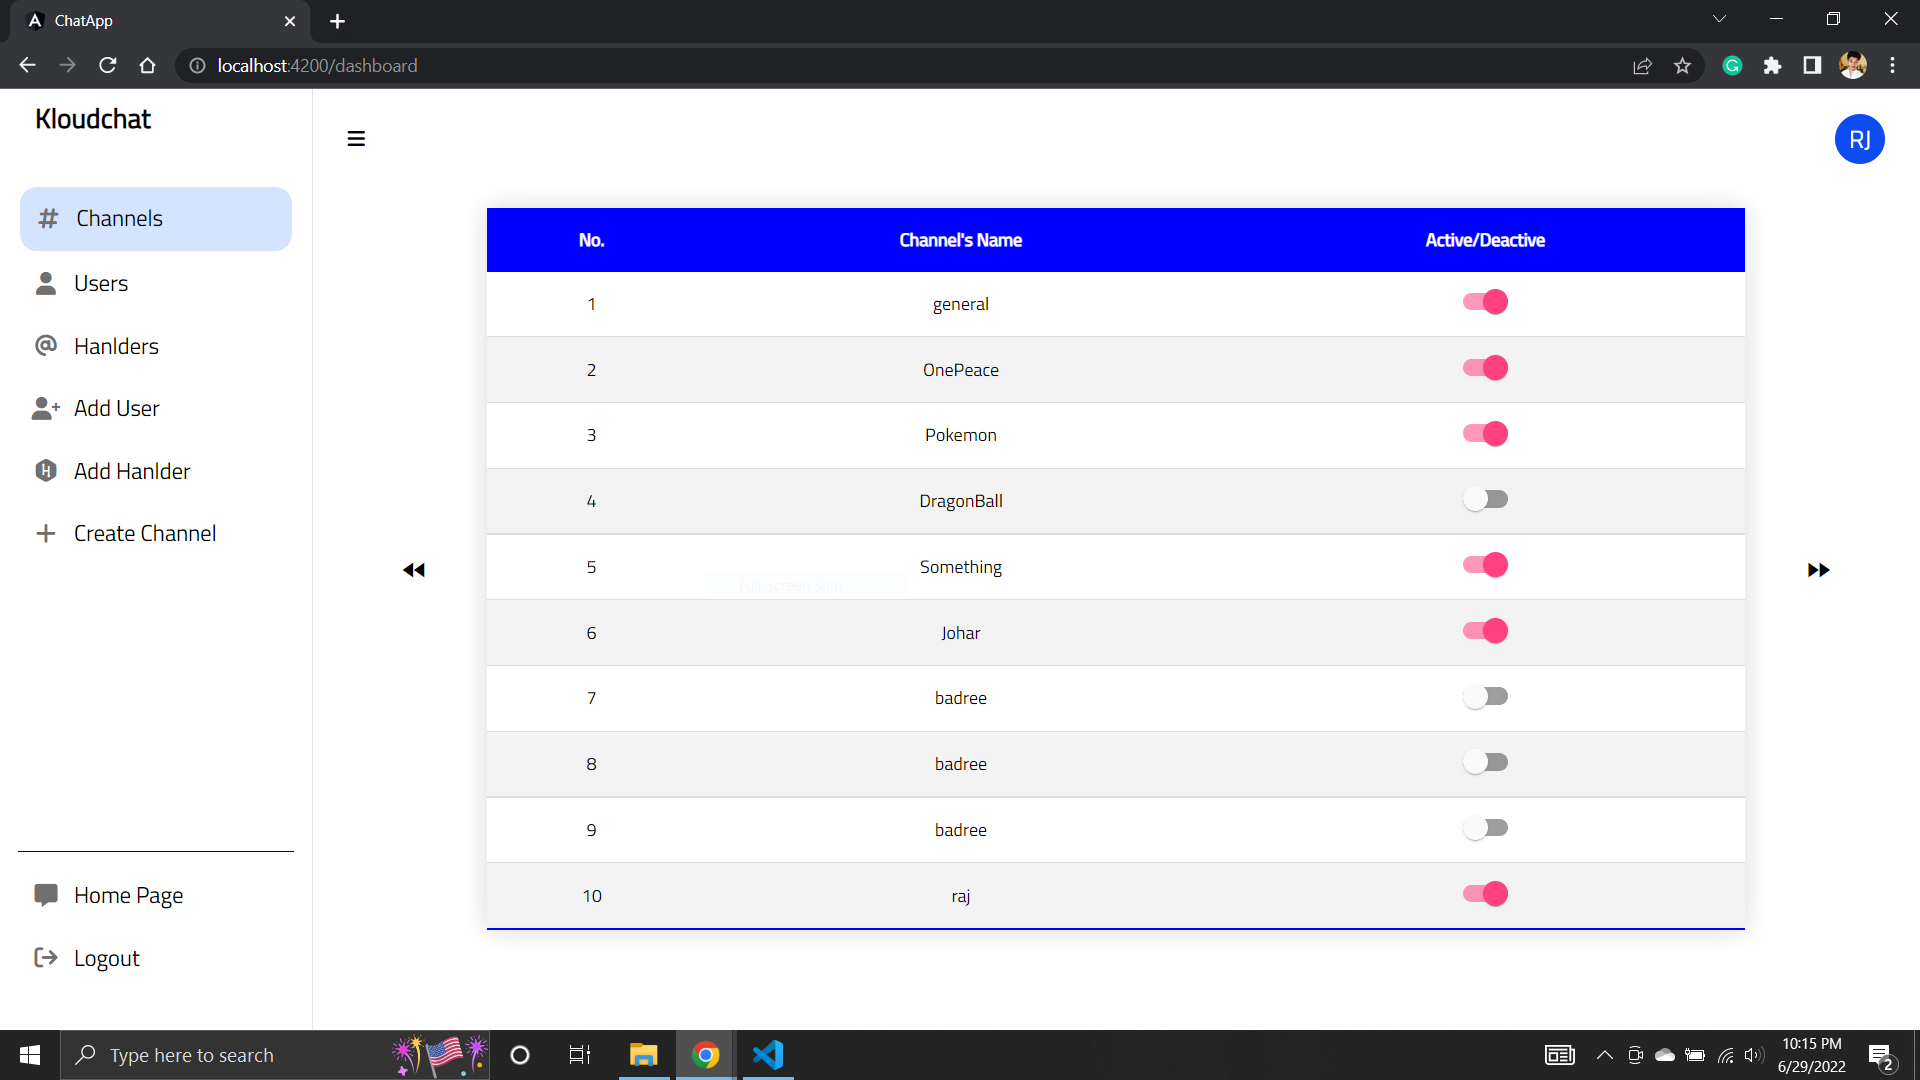 ChatApp
localhost:4200/dashboard
Kloudchat
RJ
Channels
Users
Hanlders
Add User
Add Hanlder
Create Channel
Home Page
Logout
No. Channel's Name Active/Deactive
1 general
2 OnePeace
3 Pokemon
4 DragonBall
5 Something
Full-screen Snip
6 Johar
7 badree
8 badree
9 badree
10 raj
Type here to search
10:15 PM
6/29/2022
2